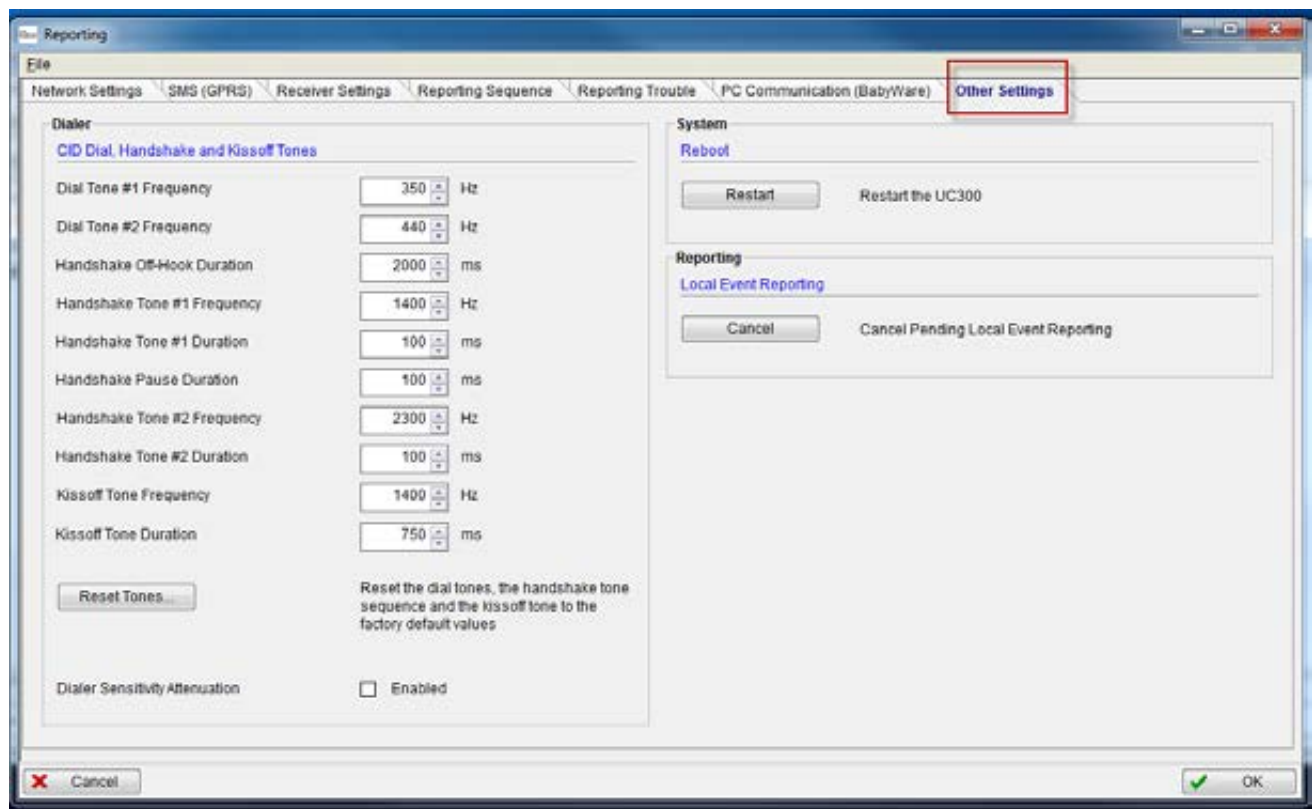 Reporting
File
Network Settings SMS (GPRS) Receiver Settings Reporting Sequence Reporting Trouble PC Communication (BabyWare) Other Settings
Dialer
CID Dial, Handshake and Kissoff Tones
Dial Tone #1 Frequency 350 Hz
Dial Tone #2 Frequency 440 Hz
Handshake Off-Hook Duration 2000 ms
Handshake Tone #1 Frequency 1400 Hz
Handshake Tone #1 Duration 100 ms
Handshake Pause Duration 100 ms
Handshake Tone #2 Frequency 2300 Hz
Handshake Tone #2 Duration 100 ms
Kissoff Tone Frequency 1400 Hz
Kissoff Tone Duration 750 ms
Reset Tones...
Reset the dial tones, the handshake tone
sequence and the kissoff tone to the
factory default values
Dialer Sensitivity Attenuation Enabled
System
Reboot
Restart Restart the UC300
Reporting
Local Event Reporting
Cancel Cancel Pending Local Event Reporting
Cancel OK